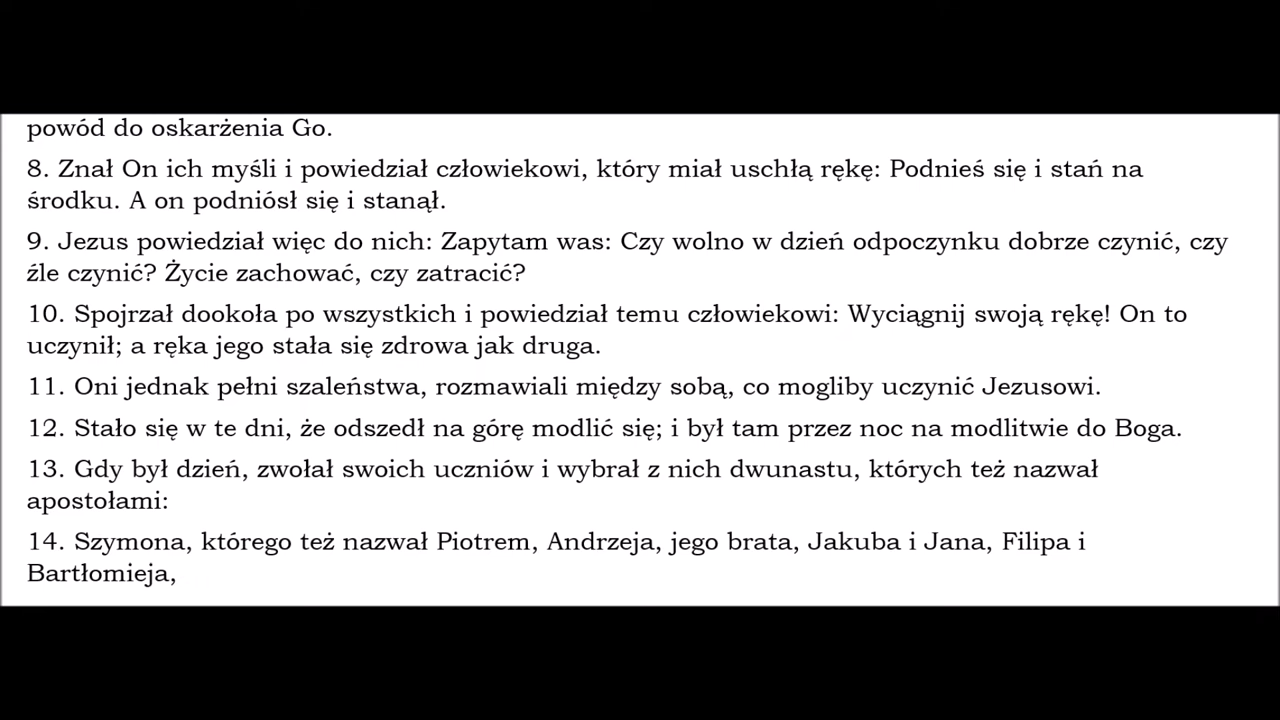 powód do oskarżenia Go.
8. Znał On ich myśli i powiedział człowiekowi, który miał uschłą rękę: Podnieś się i stań na
środku. A on podniósł się i stanął.
9. Jezus powiedział więc do nich: Zapytam was: Czy wolno w dzień odpoczynku dobrze czynić, czy
źle czynić? Życie zachować, czy zatracić?
10. Spojrzał dookoła po wszystkich i powiedział temu człowiekowi: Wyciągnij swoją rękę! On to
uczynił; a ręka jego stała się zdrowa jak druga.
11. Oni jednak pełni szaleństwa, rozmawiali między sobą, co mogliby uczynić Jezusowi.
12. Stało się w te dni, że odszedł na górę modlić się; i był tam przez noc na modlitwie do Boga.
13. Gdy był dzień, zwołał swoich uczniów i wybrał z nich dwunastu, których też nazwał
apostołami:
14. Szymona, którego też nazwał Piotrem, Andrzeja, jego brata, Jakuba i Jana, Filipa i
Bartłomieja,